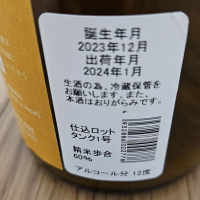 誕生年月
2023年12月
出荷年月
2024年1月
生酒の為、冷蔵保管を
お願いします。また、
本酒はおりがらみです。
仕込ロット
タンク1号
精米歩合
60%
アルコール分 12度